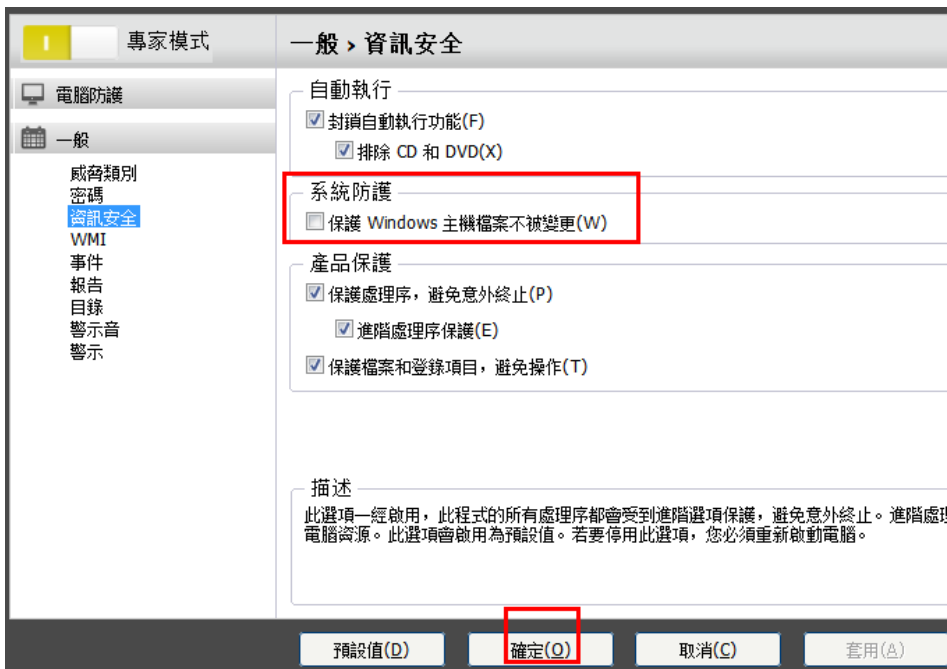 專家模式
一般 › 資訊安全
電腦防護
一般
威脅類別
密碼
資訊安全
WMI
事件
報告
目錄
警示音
警示
自動執行
封鎖自動執行功能(F)
排除 CD 和 DVD(X)
系統防護
保護 Windows 主機檔案不被變更(W)
產品保護
保護處理序，避免意外終止(P)
進階處理序保護(E)
保護檔案和登錄項目，避免操作(T)
描述
此選項一經啟用，此程式的所有處理序都會受到進階選項保護，避免意外終止。進階處理
電腦資源。此選項會啟用為預設值。若要停用此選項，您必須重新啟動電腦。
預設值(D)
確定(O)
取消(C)
套用(A)